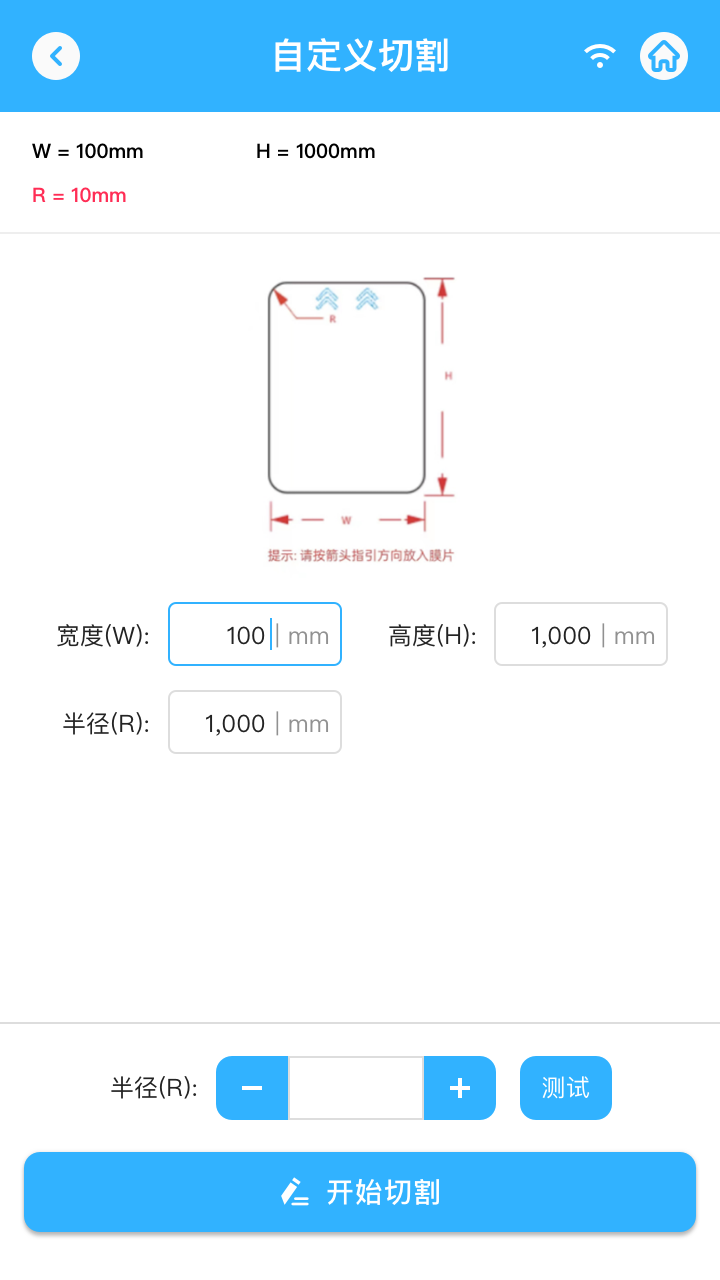 自定义切割
W = 100mm H = 1000mm
R = 10mm
R
H
W
提示: 请按箭头指引方向放入膜片
宽度(W): 100 | mm 高度(H): 1,000 | mm
半径(R): 1,000 | mm
半径(R): − + 测试
开始切割